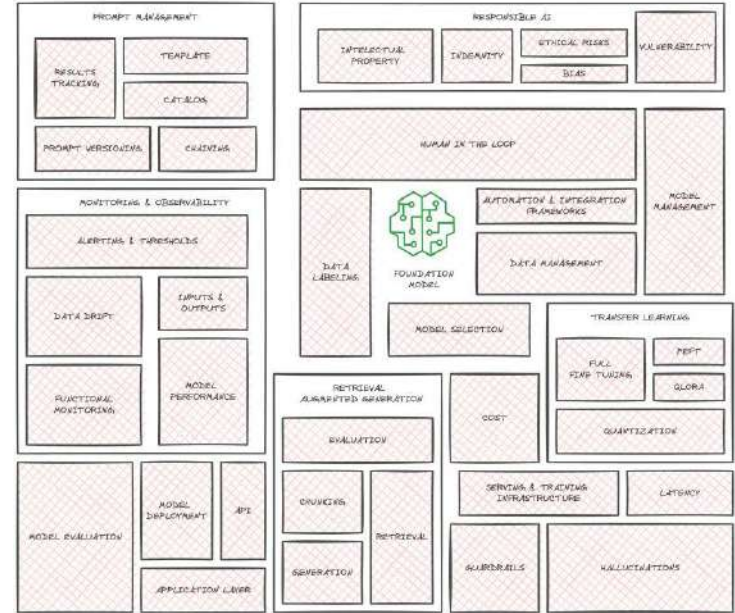 PROMPT MANAGEMENT
RESULTS
TRACKING
TEMPLATE
CATALOG
PROMPT VERSIONING
CHAINING
RESPONSIBLE AI
INTELECTUAL
PROPERTY
INDEMNITY
ETHICAL RISKS
BIAS
VULNERABILITY
HUMAN IN THE LOOP
MODEL
MANAGEMENT
DATA
LABELING
FOUNDATION
MODEL
AUTOMATION & INTEGRATION
FRAMEWORKS
DATA MANAGEMENT
MODEL SELECTION
MONITORING & OBSERVABILITY
ALERTING & THRESHOLDS
DATA DRIFT
INPUTS &
OUTPUTS
FUNCTIONAL
MONITORING
MODEL
PERFORMANCE
TRANSFER LEARNING
FULL
FINE TUNING
PEFT
QLORA
QUANTIZATION
RETRIEVAL
AUGMENTED GENERATION
EVALUATION
CHUNKING
GENERATION
RETRIEVAL
COST
SERVING & TRAINING
INFRASTRUCTURE
LATENCY
GUARDRAILS
HALLUCINATIONS
MODEL EVALUATION
MODEL
DEPLOYMENT
API
APPLICATION LAYER